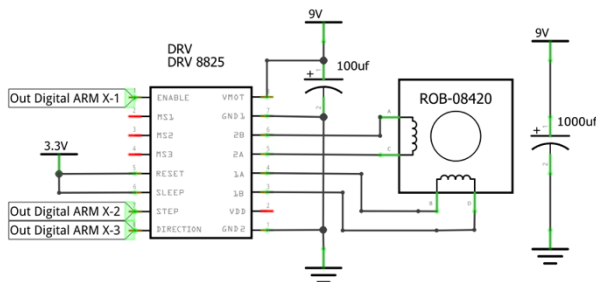 9V
9V
DRV
DRV 8825
100uf
+
ROB-08420
1000uf
+
Out Digital ARM X-1
ENABLE
VMOT
MS1
GND1
MS2
2B
A
MS3
2A
C
3.3V
RESET
1A
SLEEP
1B
Out Digital ARM X-2
STEP
VDD
B
D
Out Digital ARM X-3
DIRECTION
GND2